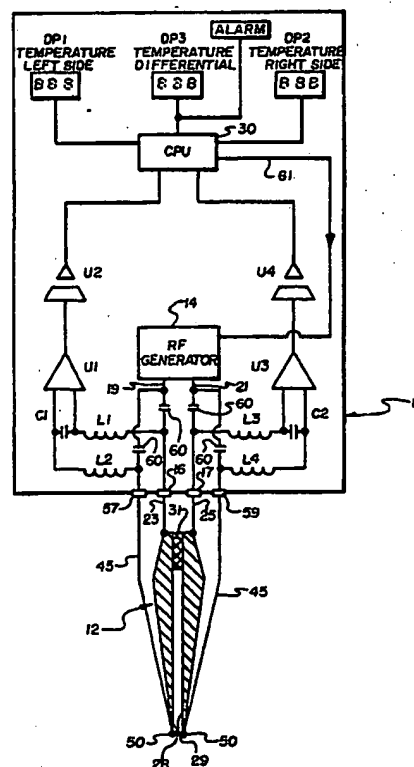 DP1 DP3 ALARM DP2
TEMPERATURE TEMPERATURE TEMPERATURE
LEFT SIDE DIFFERENTIAL RIGHT SIDE
888 888 888
30
CPU
61
U2 U4
14
RF
GENERATOR
U1 U3
19 21
C1 60 C2
L1 60 L3
L2 60 60 L4
57 16 17 59
23 31 25
45 45
12
50 50
28 29